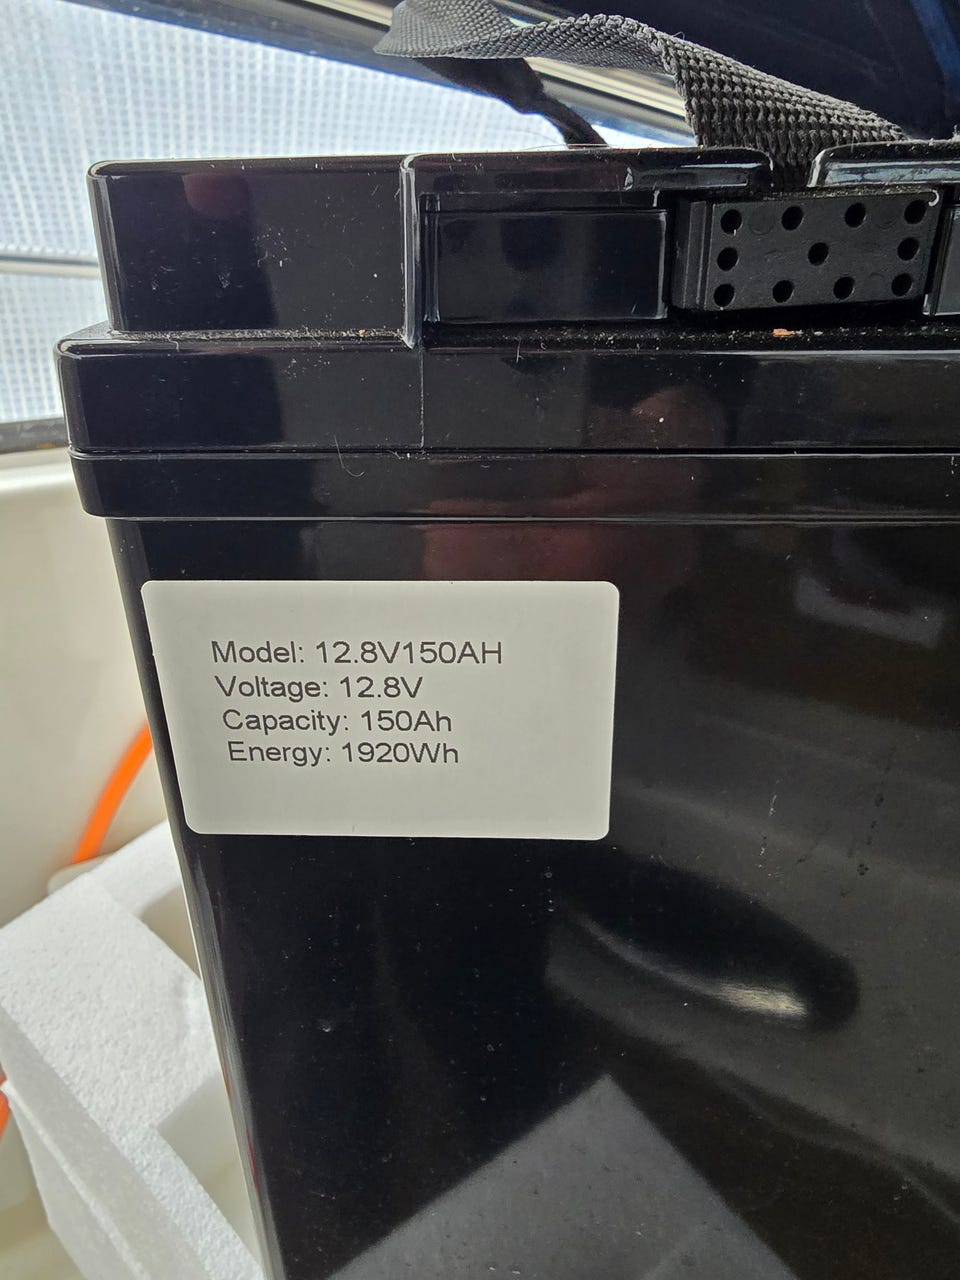 Model: 12.8V150AH
Voltage: 12.8V
Capacity: 150Ah
Energy: 1920Wh